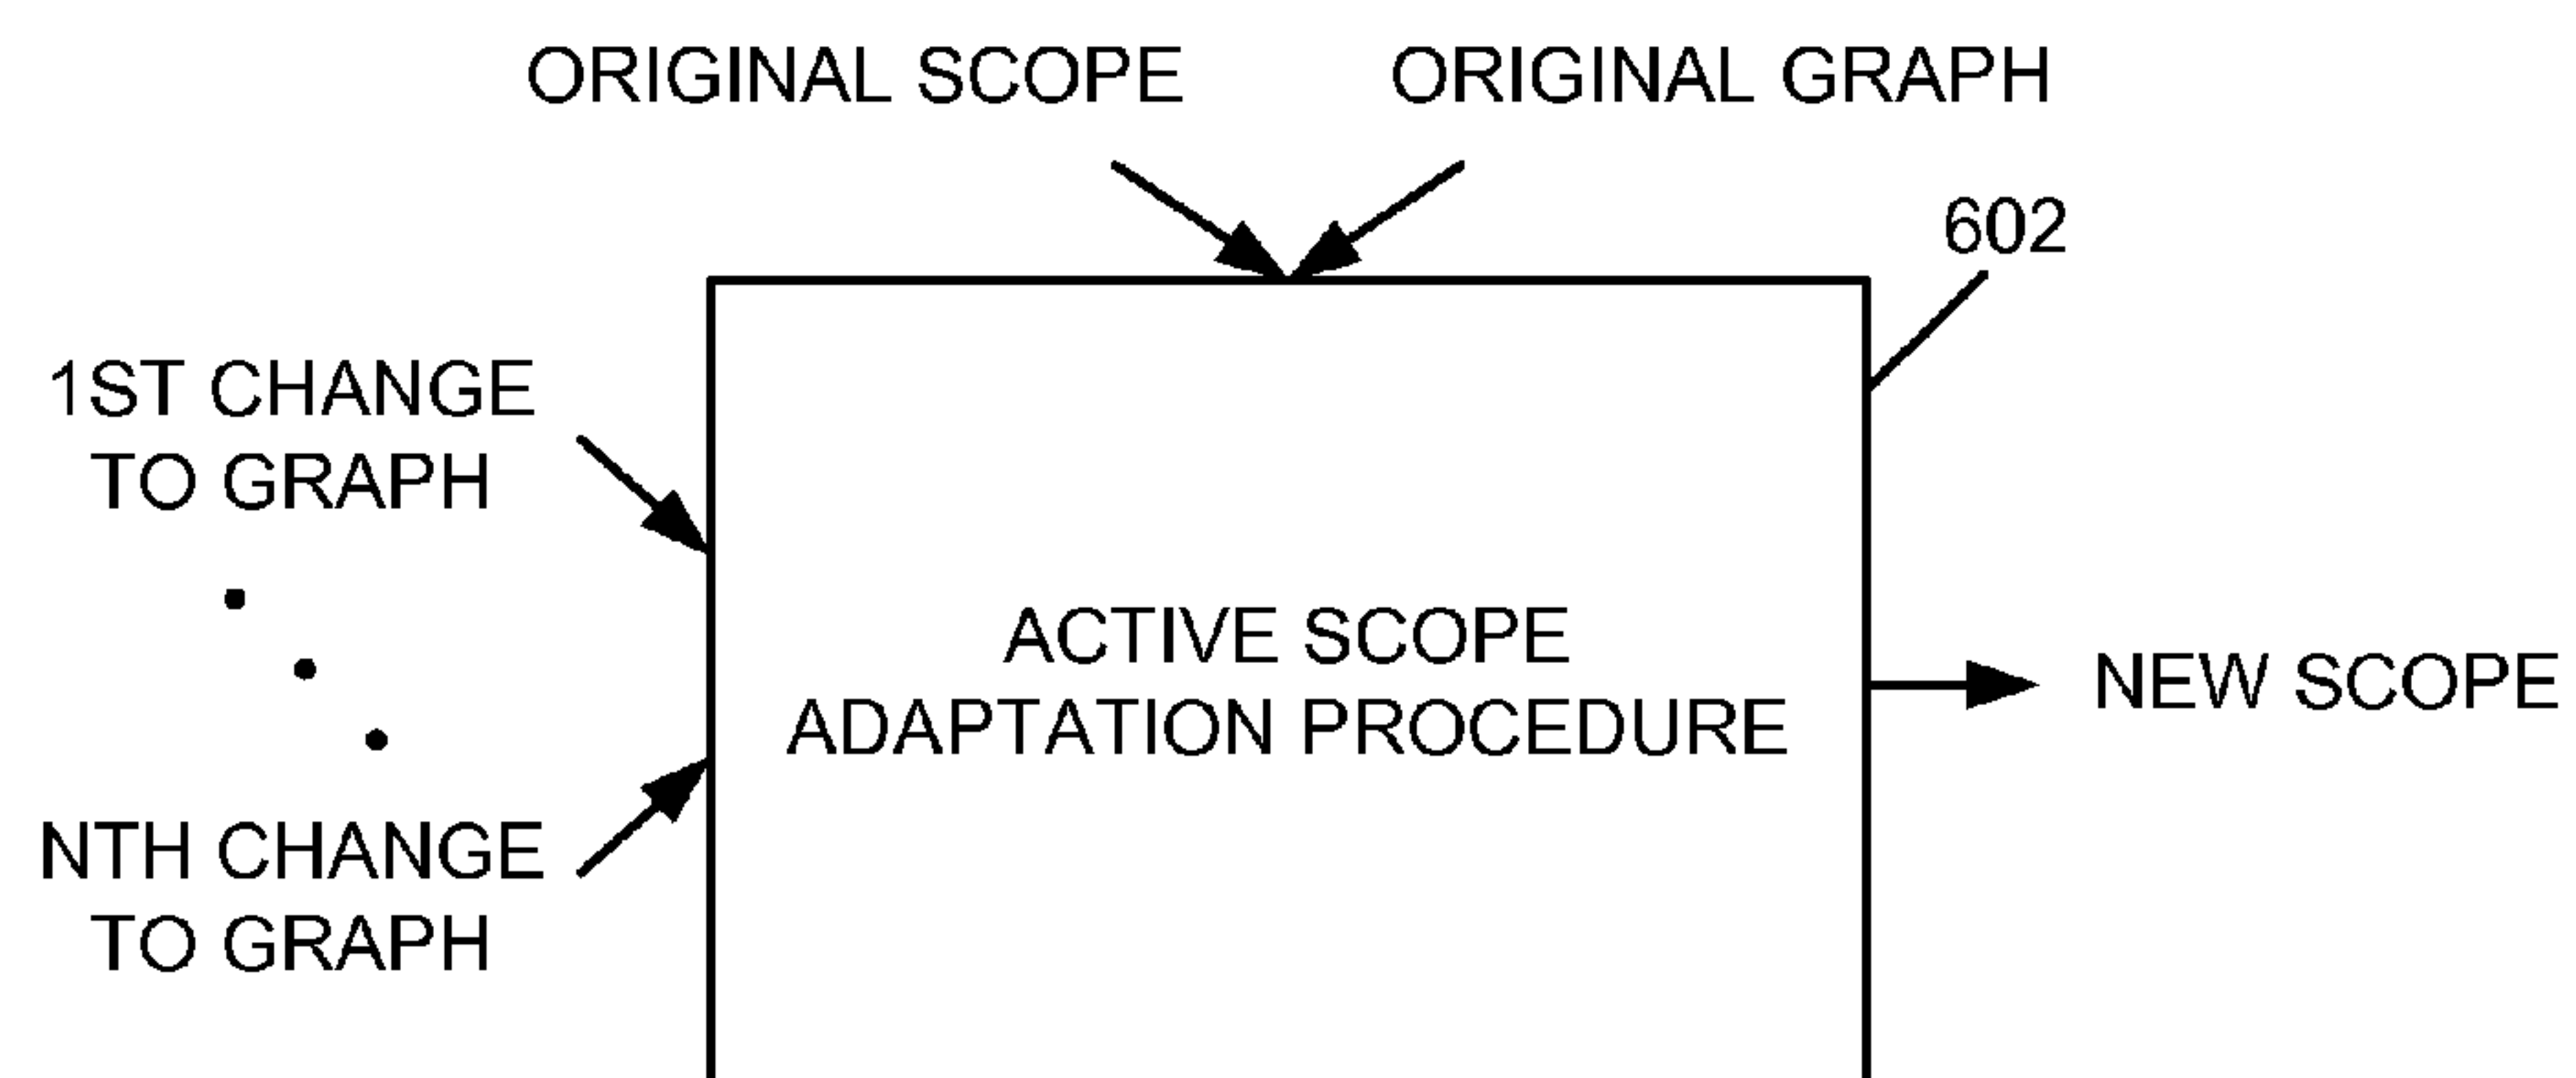 ORIGINAL SCOPE
ORIGINAL GRAPH
602
1ST CHANGE
TO GRAPH
ACTIVE SCOPE
ADAPTATION PROCEDURE
NEW SCOPE
NTH CHANGE
TO GRAPH